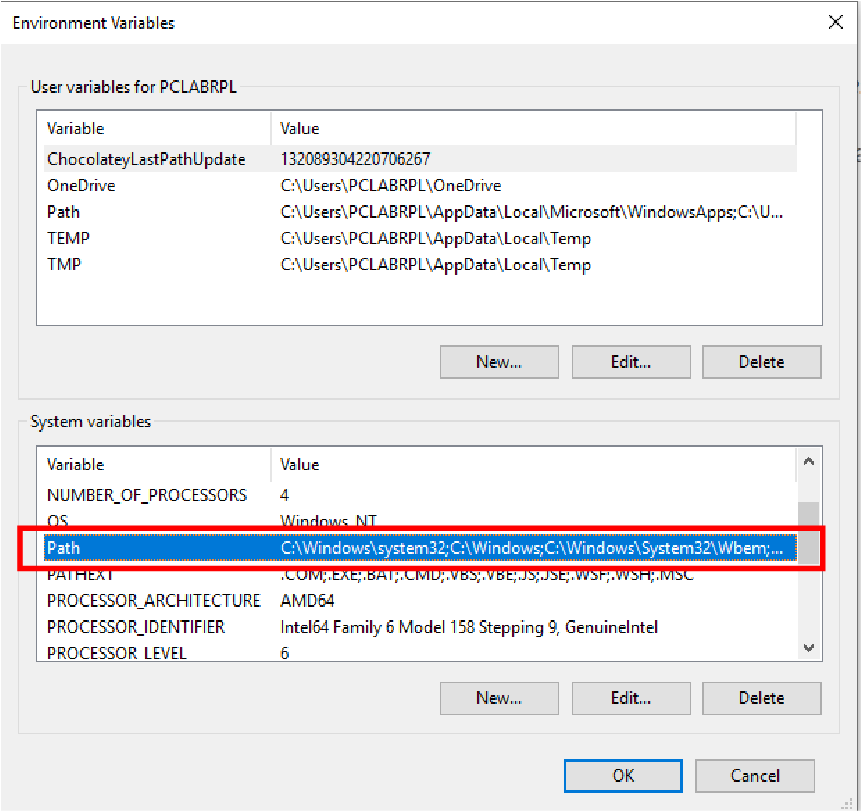 Environment Variables
User variables for PCLABRPL
Variable Value
ChocolateyLastPathUpdate 132089304220706267
OneDrive C:\Users\PCLABRPL\OneDrive
Path C:\Users\PCLABRPL\AppData\Local\Microsoft\WindowsApps;C:\U...
TEMP C:\Users\PCLABRPL\AppData\Local\Temp
TMP C:\Users\PCLABRPL\AppData\Local\Temp
New... Edit... Delete
System variables
Variable Value
NUMBER_OF_PROCESSORS 4
OS Windows_NT
Path C:\Windows\system32;C:\Windows;C:\Windows\System32\Wbem;...
PATHEXT .COM;.EXE;.BAT;.CMD;.VBS;.VBE;.JS;.JSE;.WSF;.WSH;.MSC
PROCESSOR_ARCHITECTURE AMD64
PROCESSOR_IDENTIFIER Intel64 Family 6 Model 158 Stepping 9, GenuineIntel
PROCESSOR_LEVEL 6
New... Edit... Delete
OK Cancel